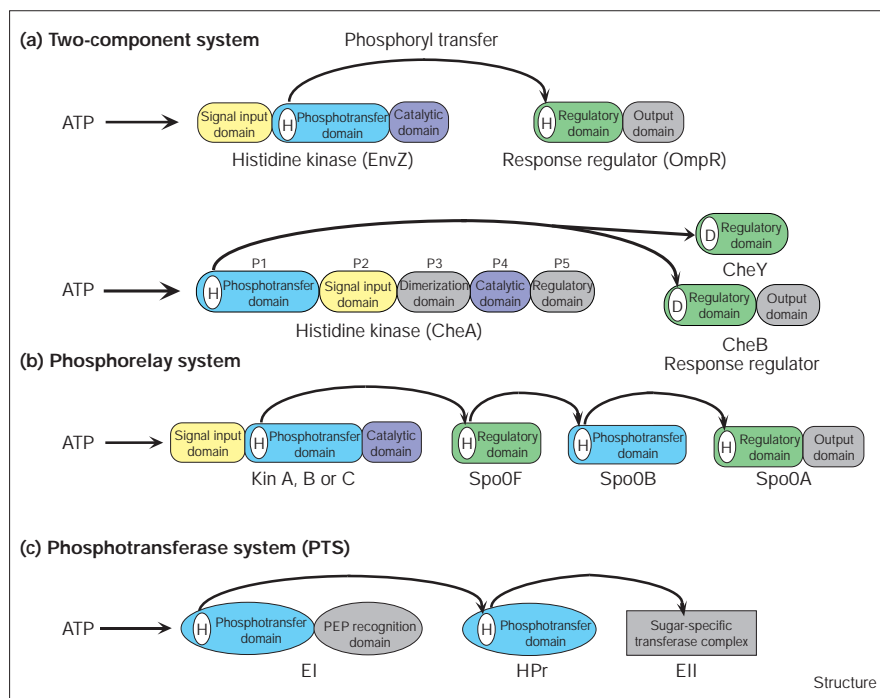 (a) Two-component system
Phosphoryl transfer
ATP
Signal input
domain
H
Phosphotransfer
domain
Catalytic
domain
Histidine kinase (EnvZ)
H
Regulatory
domain
Output
domain
Response regulator (OmpR)
ATP
P1
P2
P3
P4
P5
H
Phosphotransfer
domain
Signal input
domain
Dimerization
domain
Catalytic
domain
Regulatory
domain
Histidine kinase (CheA)
D
Regulatory
domain
CheY
D
Regulatory
domain
Output
domain
CheB
Response regulator
(b) Phosphorelay system
ATP
Signal input
domain
H
Phosphotransfer
domain
Catalytic
domain
Kin A, B or C
H
Regulatory
domain
Spo0F
H
Phosphotransfer
domain
Spo0B
H
Regulatory
domain
Output
domain
Spo0A
(c) Phosphotransferase system (PTS)
ATP
H
Phosphotransfer
domain
PEP recognition
domain
EI
H
Phosphotransfer
domain
HPr
Sugar-specific
transferase complex
EII
Structure